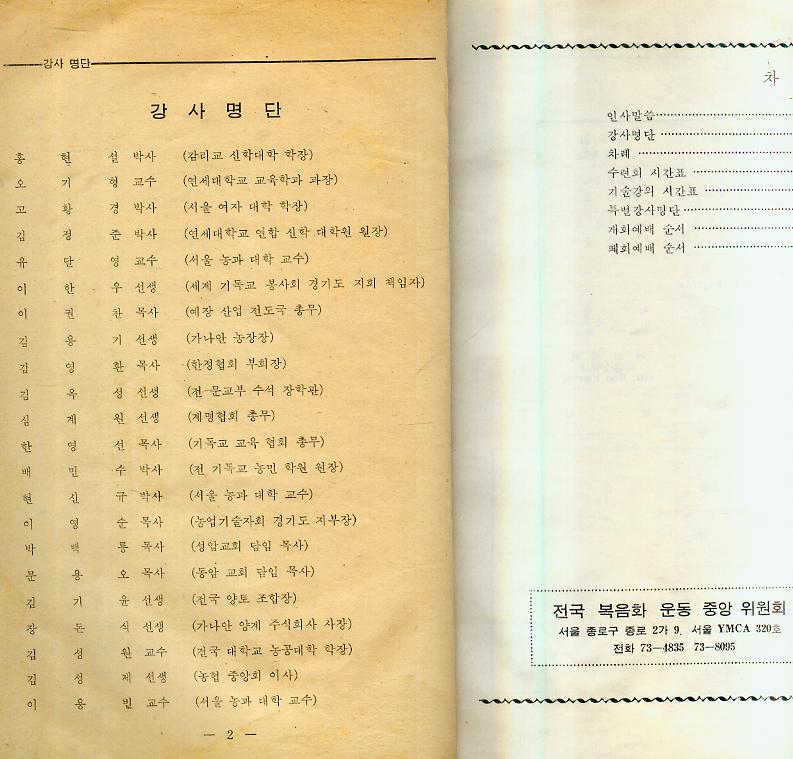 강사 명단
강 사 명 단
홍 현 설 박사 (감리교 신학대학 학장)
오 기 형 교수 (연세대학교 교육학과 과장)
고 황 경 박사 (서울 여자 대학 학장)
김 정 준 박사 (연세대학교 연합 신학 대학원 원장)
유 단 영 교수 (서울 농과 대학 교수)
이 한 우 선생 (세계 기독교 봉사회 경기도 지회 책임자)
이 권 찬 목사 (예장 산업 전도국 총무)
김 용 기 선생 (가나안 농장장)
김 영 환 목사 (한정협회 부회장)
김 옥 성 선생 (전 문교부 수석 장학관)
심 계 원 선생 (계명협회 총무)
한 영 선 목사 (기독교 교육 협회 총무)
배 민 수 박사 (전 기독교 농민 학원 원장)
현 신 규 박사 (서울 농과 대학 교수)
이 영 순 목사 (농업기술자회 경기도 지부장)
박 백 룡 목사 (성암교회 담임 목사)
문 용 오 목사 (동암 교회 담임 목사)
김 기 윤 선생 (전국 양토 조합장)
장 돈 식 선생 (가나안 양계 주식회사 사장)
김 성 원 교수 (건국 대학교 농공대학 학장)
김 성 제 선생 (농협 중앙회 이사)
이 용 빈 교수 (서울 농과 대학 교수)
— 2 —
차
인사말씀
강사명단
차례
수련회 시간표
기술강의 시간표
특별강사명단
개회예배 순서
폐회예배 순서
전국 복음화 운동 중앙 위원회
서울 종로구 종로 2가 9. 서울 YMCA 320호
전화 73—4835 73—8095